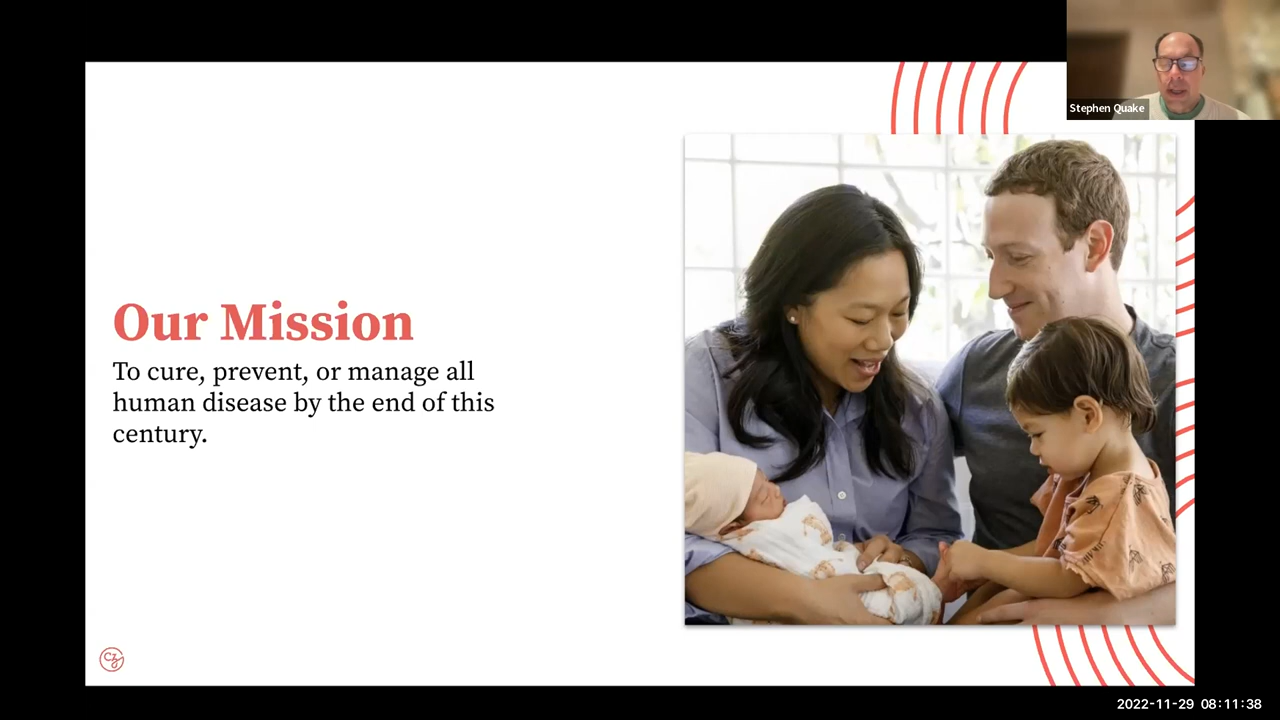 Stephen Quake
Our Mission
To cure, prevent, or manage all
human disease by the end of this
century.
CZI
2022-11-29 08:11:38